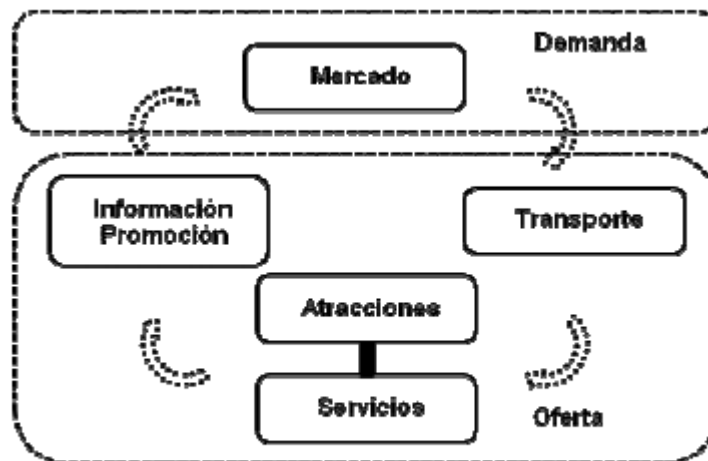 Demanda
Mercado
Información
Promoción
Transporte
Atracciones
Servicios
Oferta